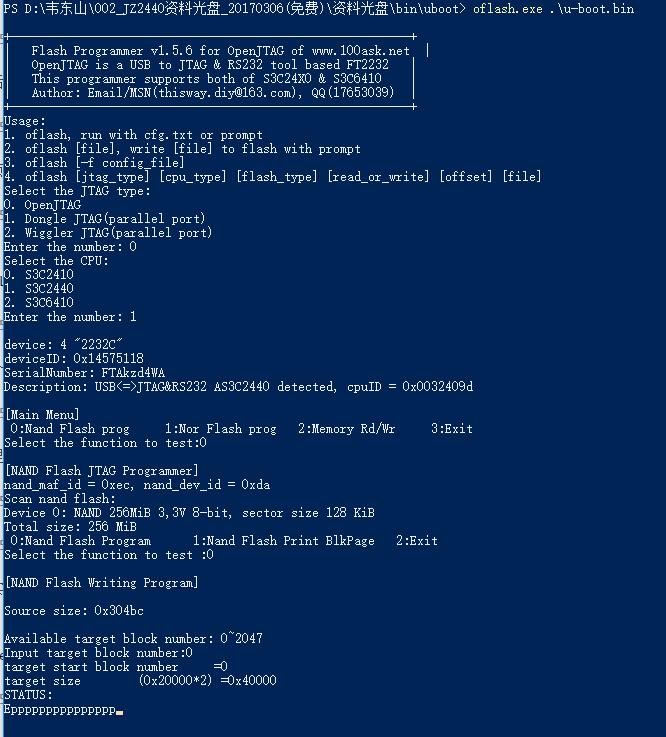 PS D:\韦东山\002_JZ2440资料光盘_20170306(免费)\资料光盘\bin\uboot> oflash.exe .\u-boot.bin
+---------------------------------------------------------+
|   Flash Programmer v1.5.6 for OpenJTAG of www.100ask.net  |
|   OpenJTAG is a USB to JTAG & RS232 tool based FT2232   |
|   This programmer supports both of S3C24X0 & S3C6410   |
|   Author: Email/MSN(thisway.diy@163.com), QQ(17653039)  |
+---------------------------------------------------------+
Usage:
1. oflash, run with cfg.txt or prompt
2. oflash [file], write [file] to flash with prompt
3. oflash [-f config_file]
4. oflash [jtag_type] [cpu_type] [flash_type] [read_or_write] [offset] [file]
Select the JTAG type:
0. OpenJTAG
1. Dongle JTAG(parallel port)
2. Wiggler JTAG(parallel port)
Enter the number: 0
Select the CPU:
0. S3C2410
1. S3C2440
2. S3C6410
Enter the number: 1
device: 4 "2232C"
deviceID: 0x14575118
SerialNumber: FTAkzd4WA
Description: USB<=>JTAG&RS232 AS3C2440 detected, cpuID = 0x0032409d
[Main Menu]
0:Nand Flash prog     1:Nor Flash prog   2:Memory Rd/Wr     3:Exit
Select the function to test:0
[NAND Flash JTAG Programmer]
nand_maf_id = 0xec, nand_dev_id = 0xda
Scan nand flash:
Device 0: NAND 256MiB 3,3V 8-bit, sector size 128 KiB
Total size: 256 MiB
0:Nand Flash Program      1:Nand Flash Print BlkPage   2:Exit
Select the function to test :0
[NAND Flash Writing Program]
Source size: 0x304bc
Available target block number: 0~2047
Input target block number:0
target start block number     =0
target size        (0x20000*2) =0x40000
STATUS:
Eppppppppppppppp